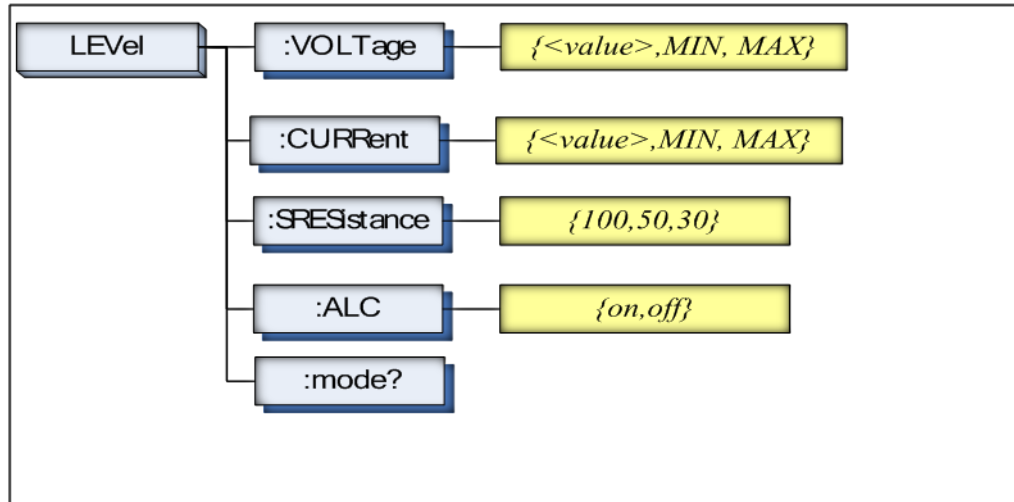 LEVel :VOLTage {<value>,MIN, MAX}
:CURRent {<value>,MIN, MAX}
:SRESistance {100,50,30}
:ALC {on,off}
:mode?